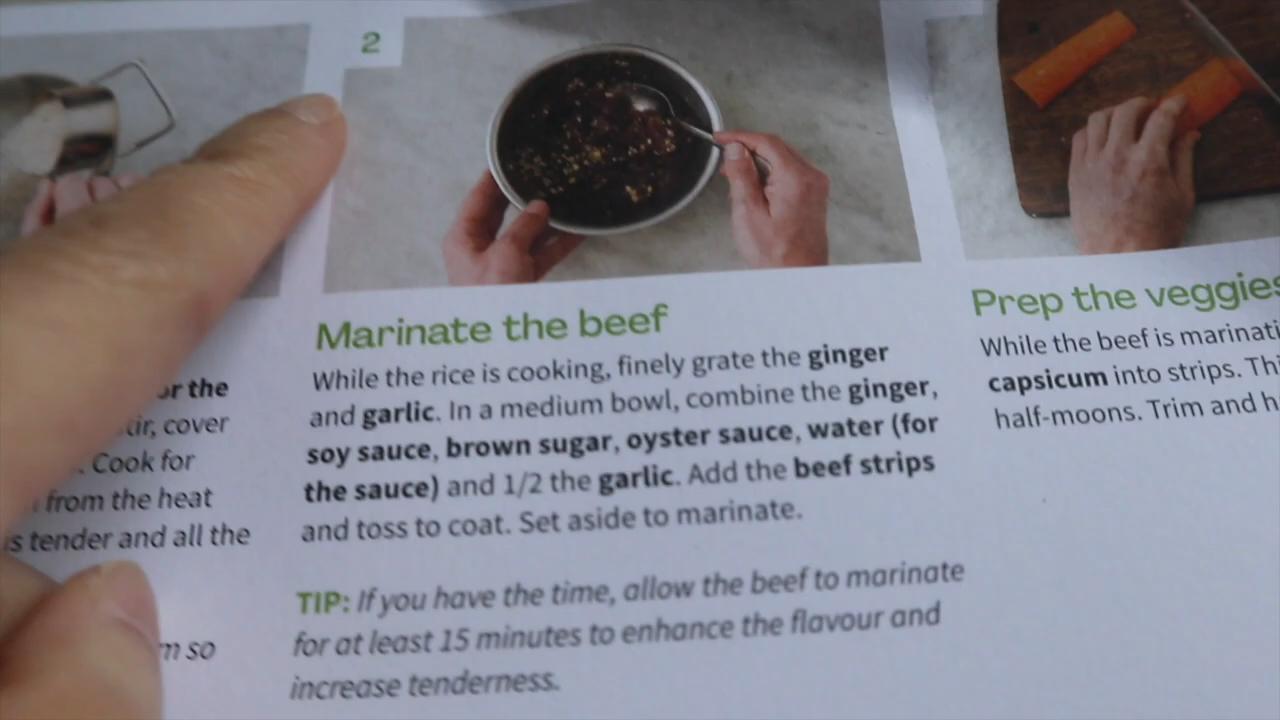 or the
stir, cover
. Cook for
from the heat
is tender and all the
m so
2
Marinate the beef
While the rice is cooking, finely grate the ginger
and garlic. In a medium bowl, combine the ginger,
soy sauce, brown sugar, oyster sauce, water (for
the sauce) and 1/2 the garlic. Add the beef strips
and toss to coat. Set aside to marinate.
TIP: If you have the time, allow the beef to marinate
for at least 15 minutes to enhance the flavour and
increase tenderness.
Prep the veggies
While the beef is marinati
capsicum into strips. Th
half-moons. Trim and h